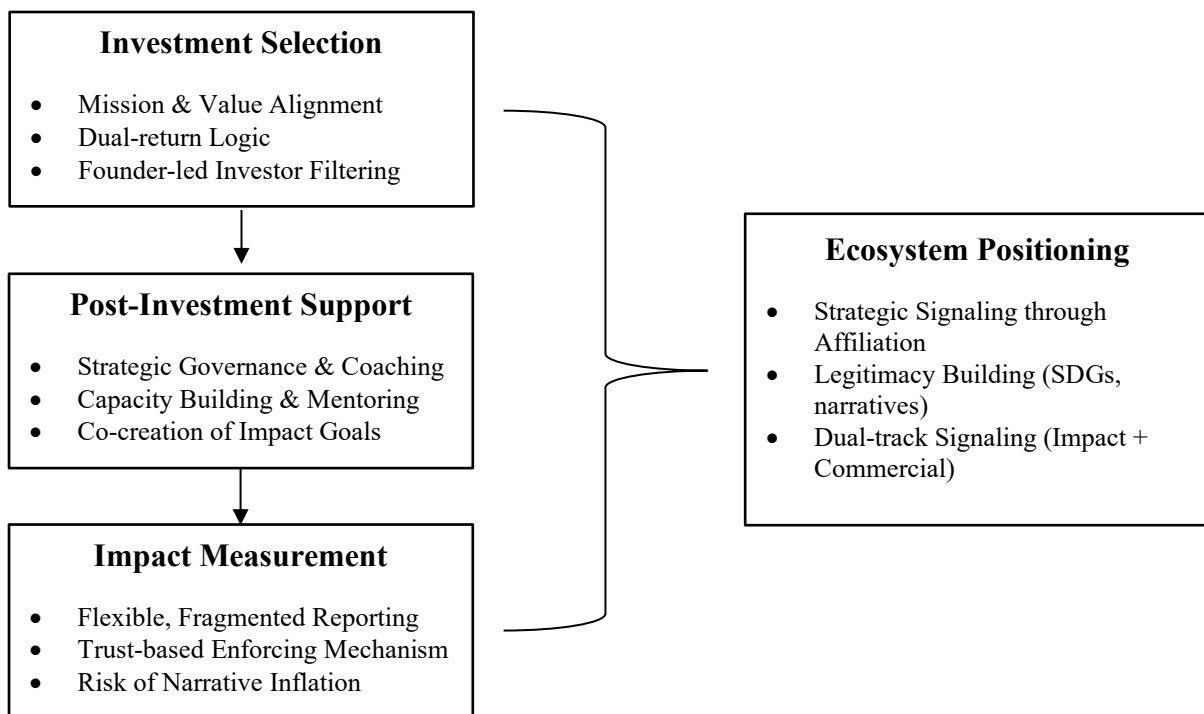 Investment Selection
• Mission & Value Alignment
• Dual-return Logic
• Founder-led Investor Filtering
Post-Investment Support
• Strategic Governance & Coaching
• Capacity Building & Mentoring
• Co-creation of Impact Goals
Impact Measurement
• Flexible, Fragmented Reporting
• Trust-based Enforcing Mechanism
• Risk of Narrative Inflation
Ecosystem Positioning
• Strategic Signaling through
Affiliation
• Legitimacy Building (SDGs,
narratives)
• Dual-track Signaling (Impact +
Commercial)